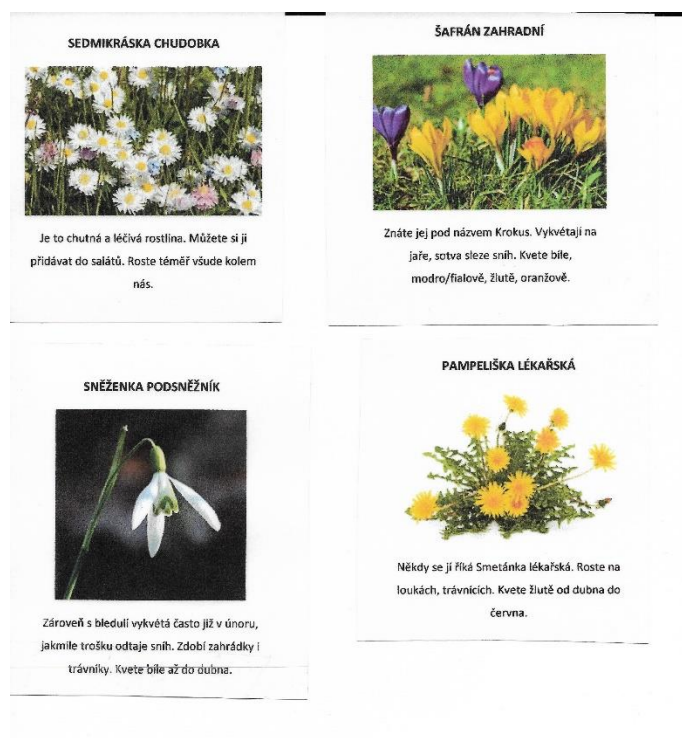 SEDMIKRÁSKA CHUDOBKA
Je to chutná a léčivá rostlina. Můžete si ji
přidávat do salátů. Roste téměř všude kolem
nás.
ŠAFRÁN ZAHRADNÍ
Znáte jej pod názvem Krokus. Vykvétají na
jaře, sotva sleze sníh. Kvete bíle,
modro/fialově, žlutě, oranžově.
SNĚŽENKA PODSNĚŽNÍK
Zároveň s bledulí vykvétá často již v únoru,
jakmile trošku odtaje sníh. Zdobí zahrádky i
trávníky. Kvete bíle až do dubna.
PAMPELIŠKA LÉKAŘSKÁ
Někdy se jí říká Smetánka lékařská. Roste na
loukách, trávnících. Kvete žlutě od dubna do
června.